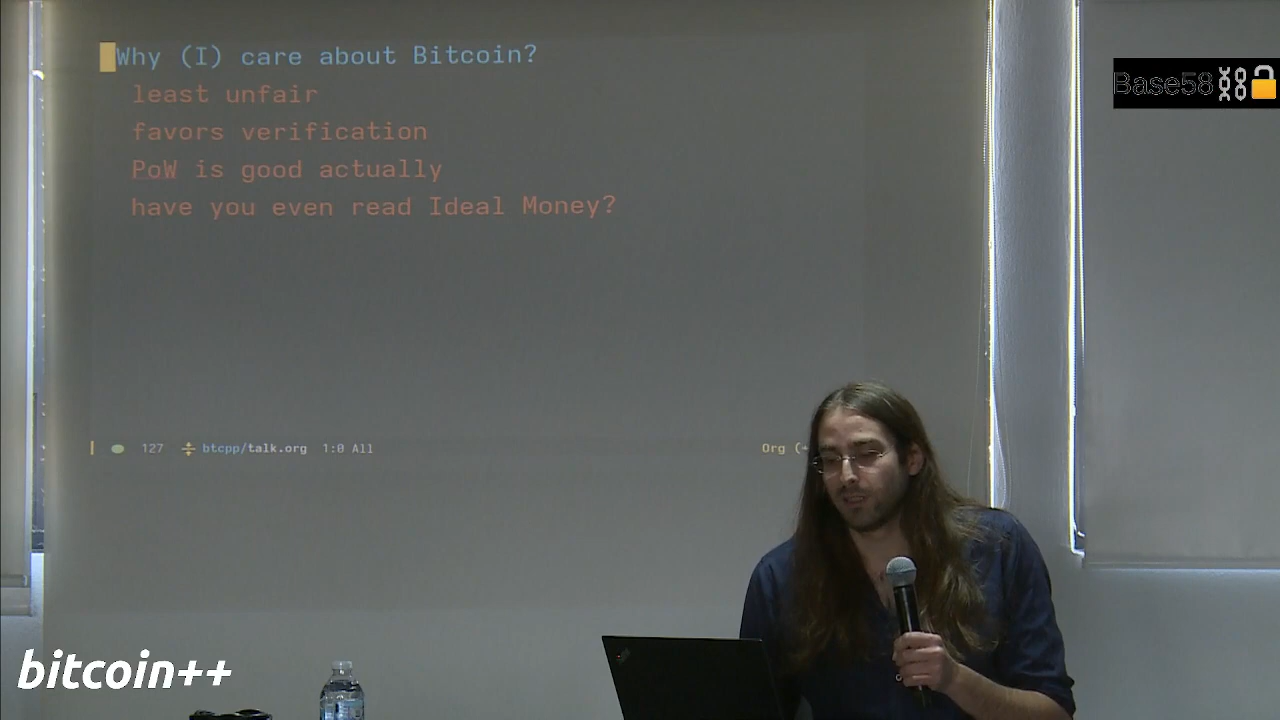 Why (I) care about Bitcoin?
least unfair
favors verification
PoW is good actually
have you even read Ideal Money?
127 btcpp/talk.org 1:0 All
Org (+
Base58
bitcoin++